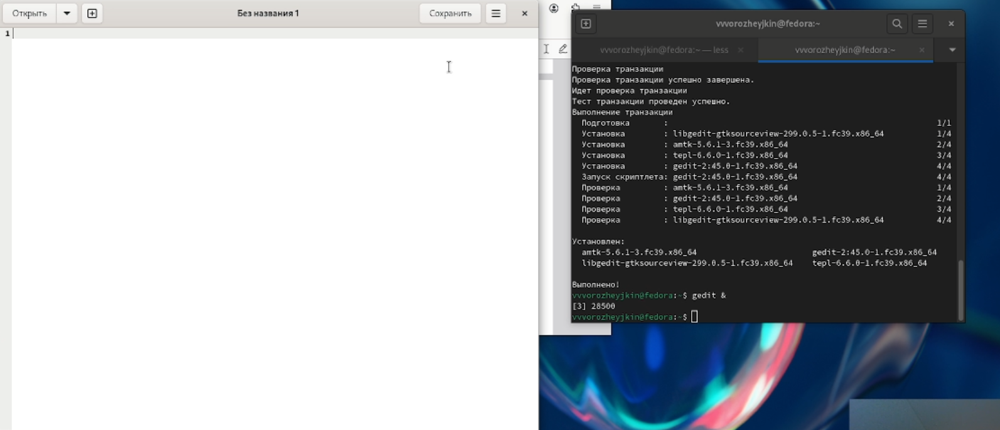 Открыть
Без названия 1
Сохранить
1
vvvorozheyjkin@fedora:~
vvvorozheyjkin@fedora:~ — less
vvvorozheyjkin@fedora:~
Проверка транзакции
Проверка транзакции успешно завершена.
Идет проверка транзакции
Тест транзакции проведен успешно.
Выполнение транзакции
Подготовка : 1/1
Установка : libgedit-gtksourceview-299.0.5-1.fc39.x86_64 1/4
Установка : amtk-5.6.1-3.fc39.x86_64 2/4
Установка : tepl-6.6.0-1.fc39.x86_64 3/4
Установка : gedit-2:45.0-1.fc39.x86_64 4/4
Запуск скриптлета: gedit-2:45.0-1.fc39.x86_64 4/4
Проверка : amtk-5.6.1-3.fc39.x86_64 1/4
Проверка : gedit-2:45.0-1.fc39.x86_64 2/4
Проверка : tepl-6.6.0-1.fc39.x86_64 3/4
Проверка : libgedit-gtksourceview-299.0.5-1.fc39.x86_64 4/4
Установлен:
amtk-5.6.1-3.fc39.x86_64 gedit-2:45.0-1.fc39.x86_64
libgedit-gtksourceview-299.0.5-1.fc39.x86_64 tepl-6.6.0-1.fc39.x86_64
Выполнено!
vvvorozheyjkin@fedora:~$ gedit &
[3] 28500
vvvorozheyjkin@fedora:~$